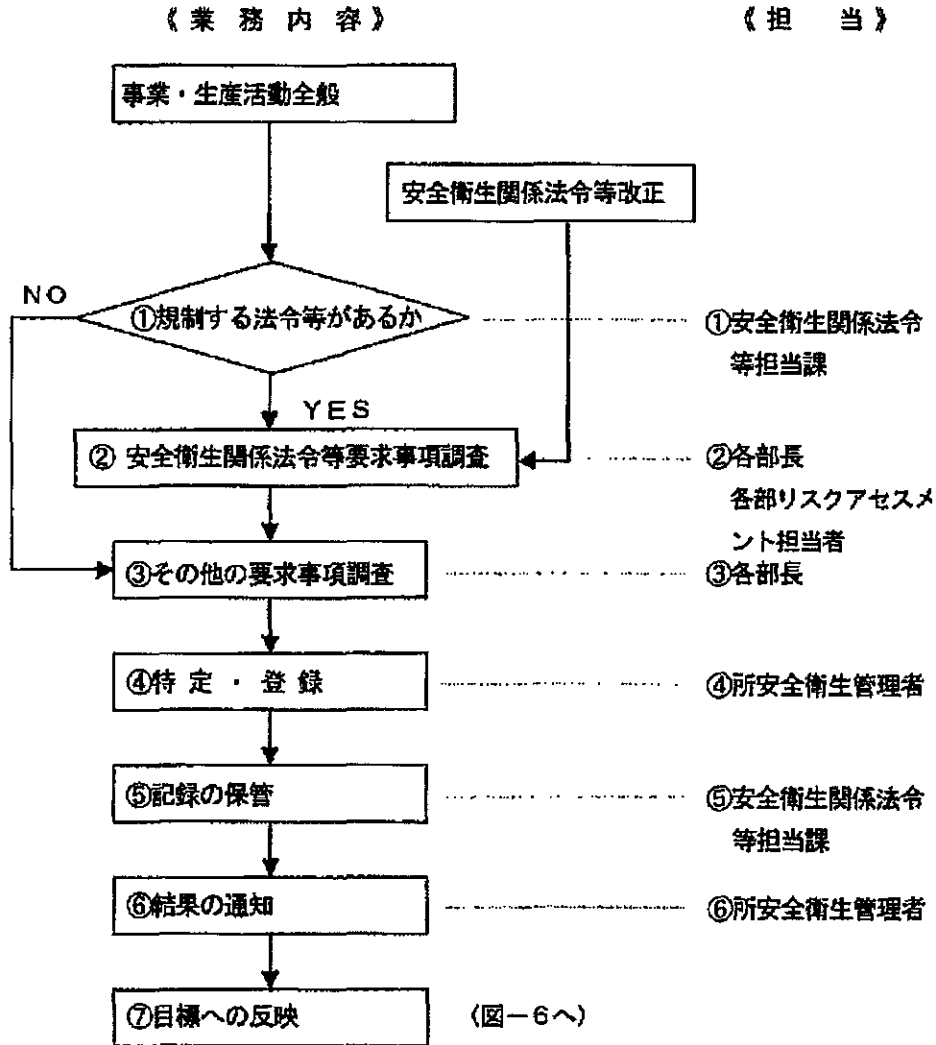 《業務内容》
《担当》
事業・生産活動全般
安全衛生関係法令等改正
NO
①規制する法令等があるか
①安全衛生関係法令
等担当課
YES
②安全衛生関係法令等要求事項調査
②各部長
各部リスクアセスメ
ント担当者
③その他の要求事項調査
③各部長
④特定・登録
④所安全衛生管理者
⑤記録の保管
⑤安全衛生関係法令
等担当課
⑥結果の通知
⑥所安全衛生管理者
⑦目標への反映
(図－6へ)